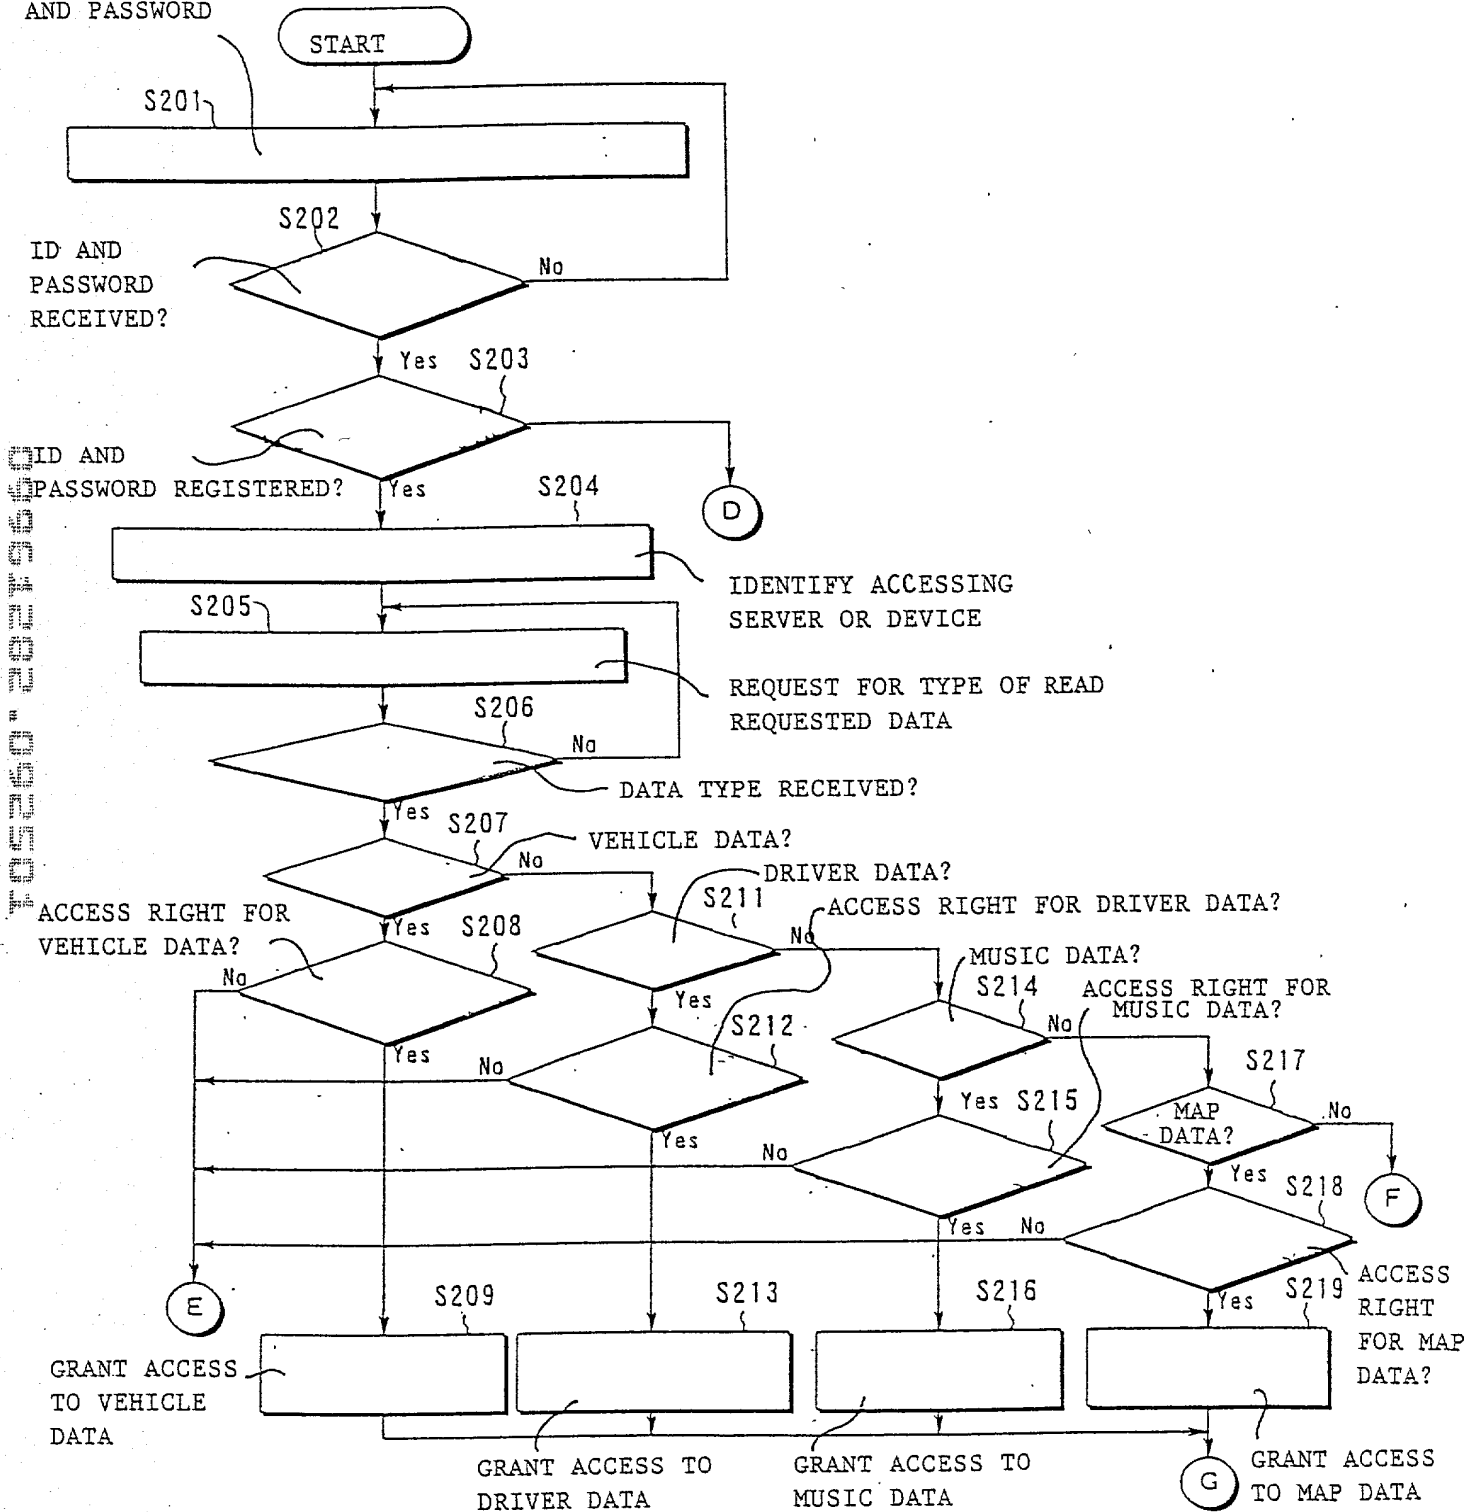 AND PASSWORD
START
S201
S202
ID AND
PASSWORD
RECEIVED?
No
Yes
S203
ID AND
PASSWORD REGISTERED?
Yes
D
S204
IDENTIFY ACCESSING
SERVER OR DEVICE
S205
REQUEST FOR TYPE OF READ
REQUESTED DATA
S206
No
DATA TYPE RECEIVED?
Yes
S207
VEHICLE DATA?
No
DRIVER DATA?
S211
ACCESS RIGHT FOR DRIVER DATA?
No
Yes
ACCESS RIGHT FOR
VEHICLE DATA?
S208
No
Yes
Yes
MUSIC DATA?
S214
ACCESS RIGHT FOR
MUSIC DATA?
No
S212
No
Yes
Yes
S215
No
Yes
S217
MAP
DATA?
No
Yes
F
S218
No
ACCESS
RIGHT
FOR MAP
DATA?
Yes
E
S209
S213
S216
S219
GRANT ACCESS
TO VEHICLE
DATA
GRANT ACCESS TO
DRIVER DATA
GRANT ACCESS TO
MUSIC DATA
GRANT ACCESS
TO MAP DATA
G